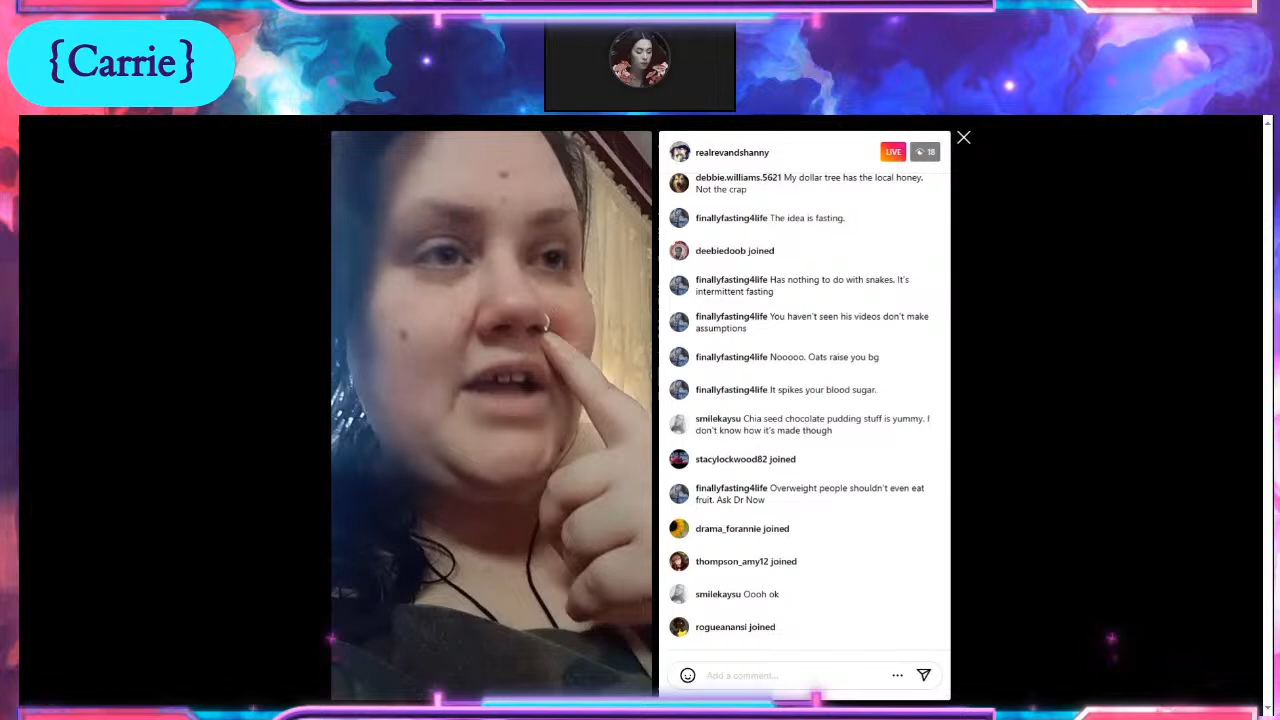 {Carrie}
realrevandshanny
LIVE
18
debbie.williams.5621 My dollar tree has the local honey.
Not the crap
finallyfasting4life The idea is fasting.
deebiedoob joined
finallyfasting4life Has nothing to do with snakes. It's
intermittent fasting
finallyfasting4life You haven't seen his videos don't make
assumptions
finallyfasting4life Nooooo. Oats raise you bg
finallyfasting4life It spikes your blood sugar.
smilekaysu Chia seed chocolate pudding stuff is yummy. I
don't know how it's made though
stacylockwood82 joined
finallyfasting4life Overweight people shouldn't even eat
fruit. Ask Dr Now
drama_forannie joined
thompson_amy12 joined
smilekaysu Oooh ok
rogueanansi joined
Add a comment...